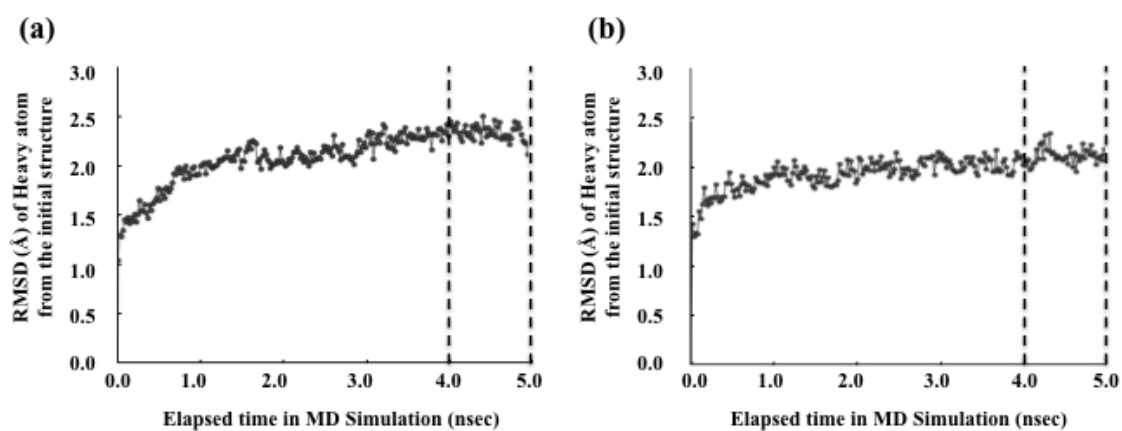 (a)
RMSD (Å) of Heavy atom
from the initial structure
3.0
2.5
2.0
1.5
1.0
0.5
0.0
0.0 1.0 2.0 3.0 4.0 5.0
Elapsed time in MD Simulation (nsec)
(b)
RMSD (Å) of Heavy atom
from the initial structure
3.0
2.5
2.0
1.5
1.0
0.5
0.0
0.0 1.0 2.0 3.0 4.0 5.0
Elapsed time in MD Simulation (nsec)